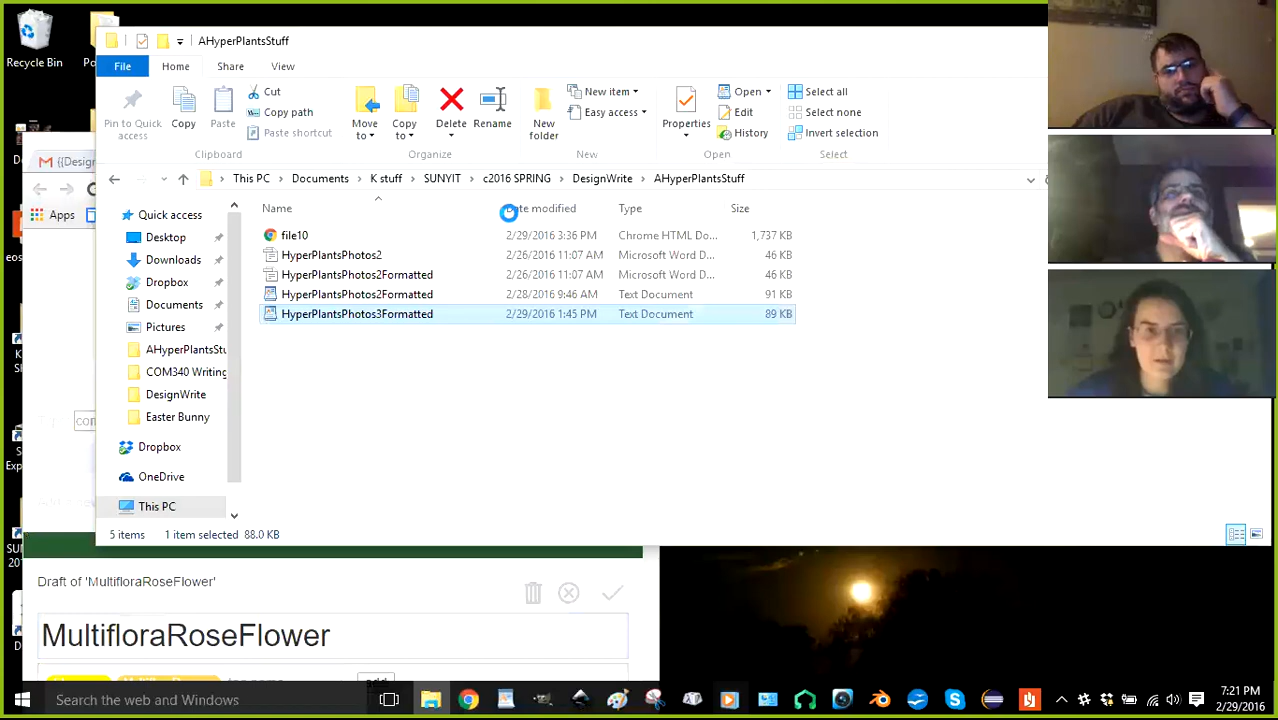 Recycle Bin
AHyperPlantsStuff
File Home Share View
Pin to Quick access
Copy
Paste
Cut
Copy path
Paste shortcut
Clipboard
Move to
Copy to
Delete
Rename
Organize
New folder
New item
Easy access
New
Properties
Open
Edit
History
Open
Select all
Select none
Invert selection
Select
This PC > Documents > K stuff > SUNYIT > c2016 SPRING > DesignWrite > AHyperPlantsStuff
Name Date modified Type Size
file10 2/29/2016 3:36 PM Chrome HTML Do... 1,737 KB
HyperPlantsPhotos2 2/26/2016 11:07 AM Microsoft Word D... 46 KB
HyperPlantsPhotos2Formatted 2/26/2016 11:07 AM Microsoft Word D... 46 KB
HyperPlantsPhotos2Formatted 2/28/2016 9:46 AM Text Document 91 KB
HyperPlantsPhotos3Formatted 2/29/2016 1:45 PM Text Document 89 KB
Quick access
Desktop
Downloads
Dropbox
Documents
Pictures
AHyperPlantsStu
COM340 Writing
DesignWrite
Easter Bunny
Dropbox
OneDrive
This PC
5 items 1 item selected 88.0 KB
{{Desig
Apps
Draft of 'MultifloraRoseFlower'
MultifloraRoseFlower
add
Search the web and Windows
7:21 PM
2/29/2016